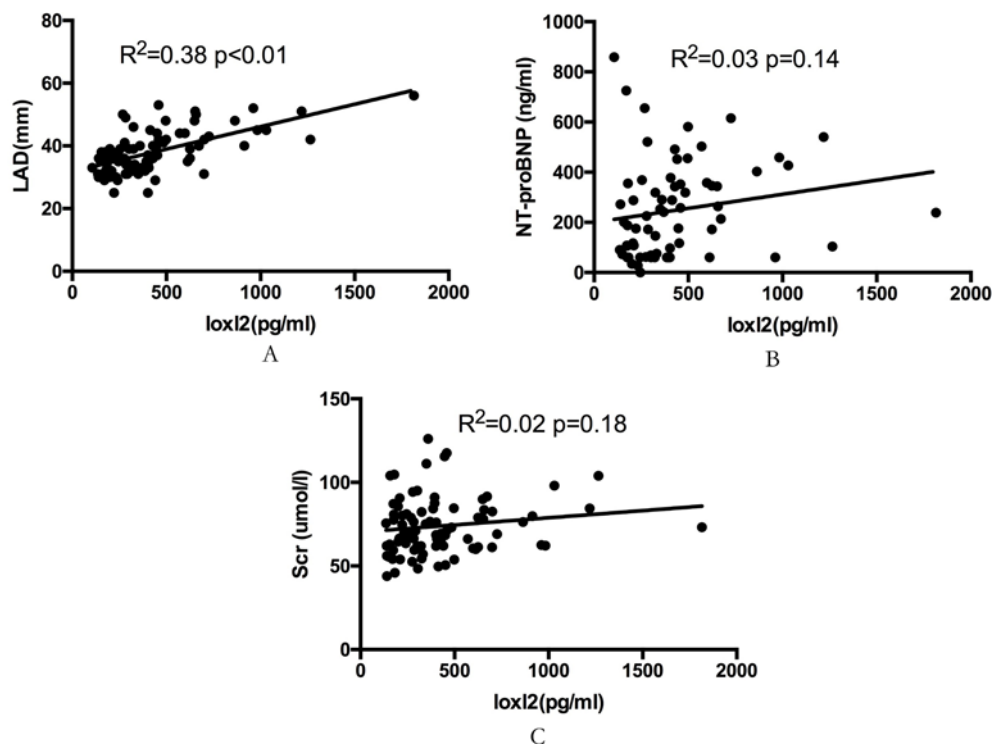 R²=0.38 p<0.01
LAD(mm)
80
60
40
20
0
0 500 1000 1500 2000
loxl2(pg/ml)
A
R²=0.03 p=0.14
NT-proBNP (ng/ml)
1000
800
600
400
200
0
0 500 1000 1500 2000
loxl2(pg/ml)
B
R²=0.02 p=0.18
Scr (umol/l)
150
100
50
0
0 500 1000 1500 2000
loxl2(pg/ml)
C